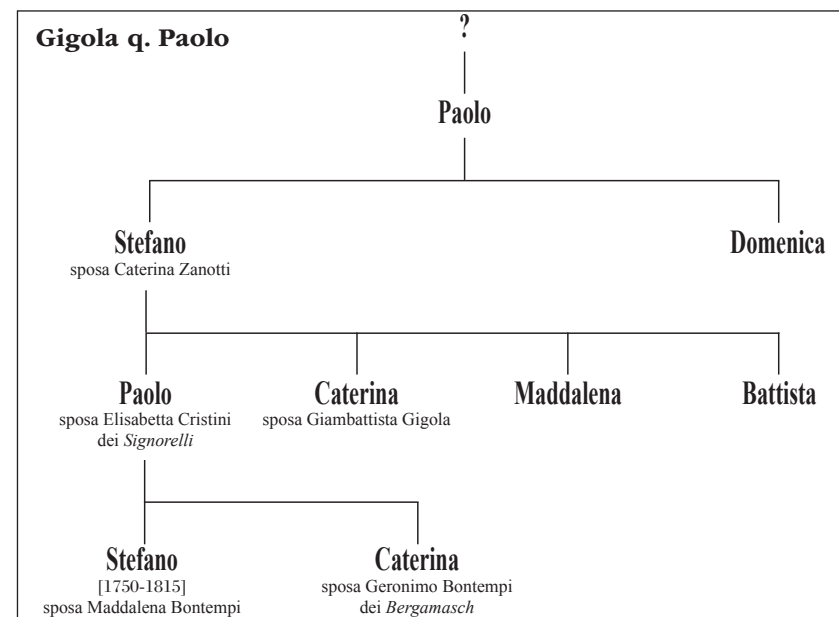 Gigola q. Paolo
?
Paolo
Stefano
sposa Caterina Zanotti
Domenica
Paolo
sposa Elisabetta Cristini
dei Signorelli
Caterina
sposa Giambattista Gigola
Maddalena
Battista
Stefano
[1750-1815]
sposa Maddalena Bontempi
Caterina
sposa Geronimo Bontempi
dei Bergamasch